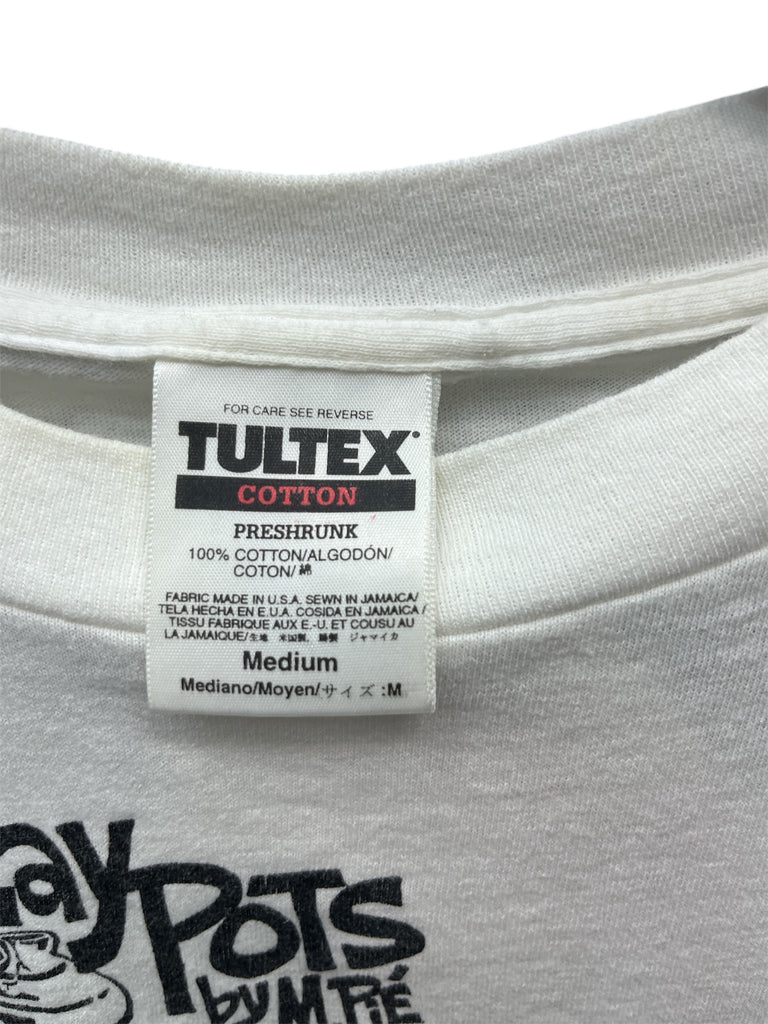 FOR CARE SEE REVERSE
TULTEX
COTTON
PRESHRUNK
100% COTTON/ALGODÓN/
COTON/綿
FABRIC MADE IN U.S.A. SEWN IN JAMAICA/
TELA HECHA EN E.U.A. COSIDA EN JAMAICA/
TISSU FABRIQUE AUX E.-U. ET COUSU AU
LA JAMAIQUE/生地 米国製, 縫製 ジャマイカ
Medium
Mediano/Moyen/サイズ:M
ay
POTS
by M. PIÉ